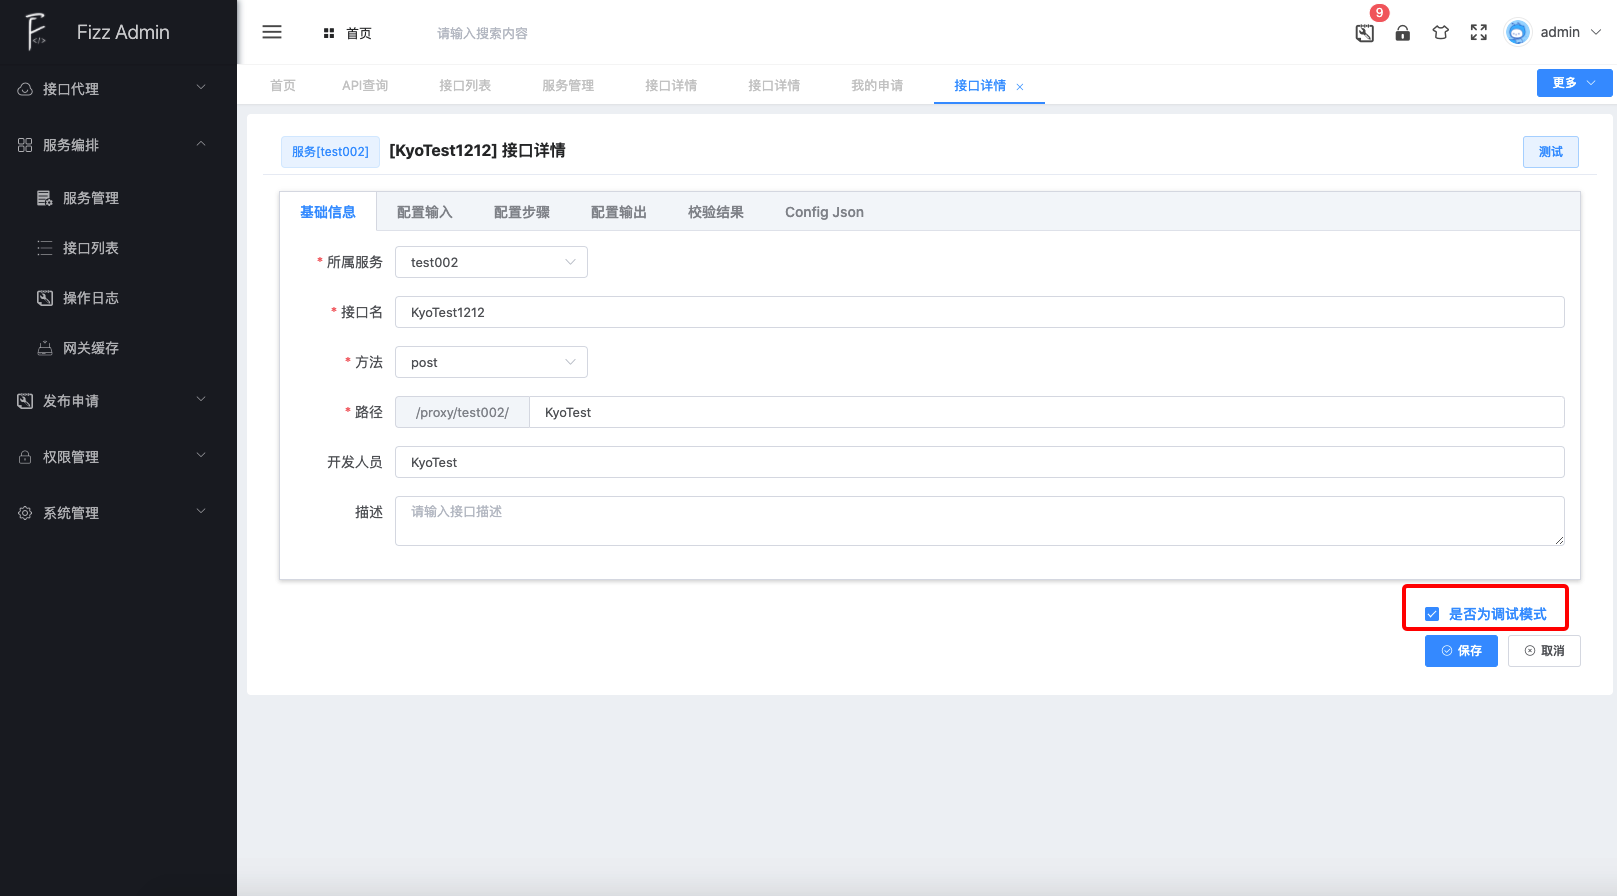 Fizz Admin
首页
请输入搜索内容
9
admin
接口代理
服务编排
服务管理
接口列表
操作日志
网关缓存
发布申请
权限管理
系统管理
首页
API查询
接口列表
服务管理
接口详情
接口详情
我的申请
接口详情
更多
服务[test002]
[KyoTest1212] 接口详情
测试
基础信息
配置输入
配置步骤
配置输出
校验结果
Config Json
* 所属服务
test002
* 接口名
KyoTest1212
* 方法
post
* 路径
/proxy/test002/
KyoTest
开发人员
KyoTest
描述
请输入接口描述
是否为调试模式
保存
取消